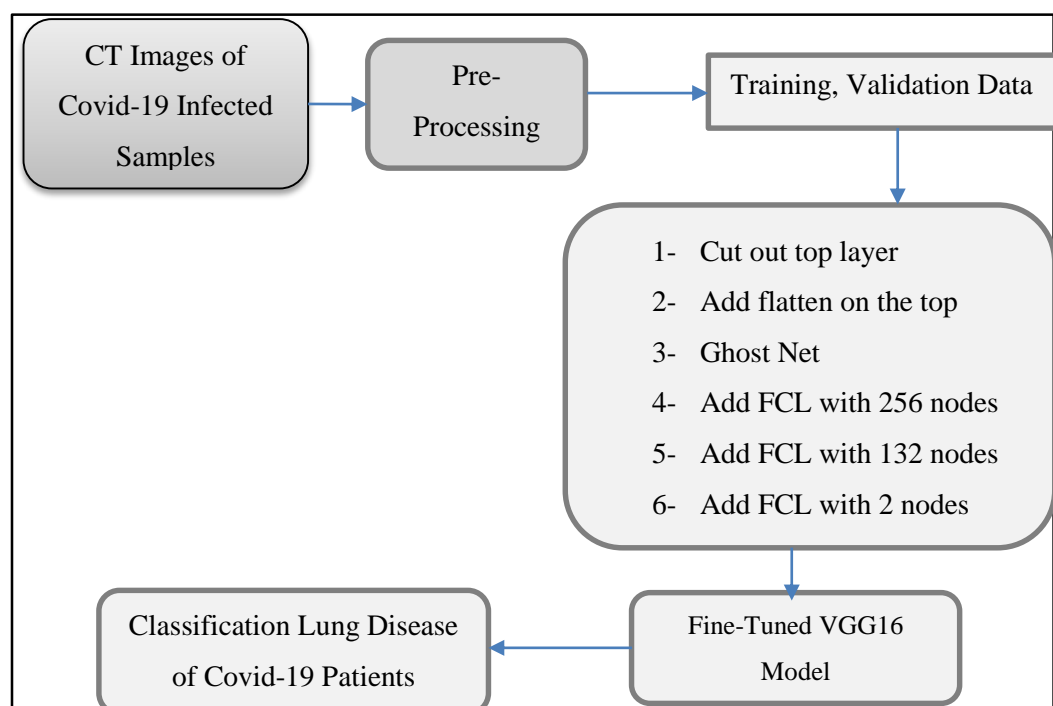 CT Images of
Covid-19 Infected
Samples
Pre-
Processing
Training, Validation Data
1- Cut out top layer
2- Add flatten on the top
3- Ghost Net
4- Add FCL with 256 nodes
5- Add FCL with 132 nodes
6- Add FCL with 2 nodes
Fine-Tuned VGG16
Model
Classification Lung Disease
of Covid-19 Patients